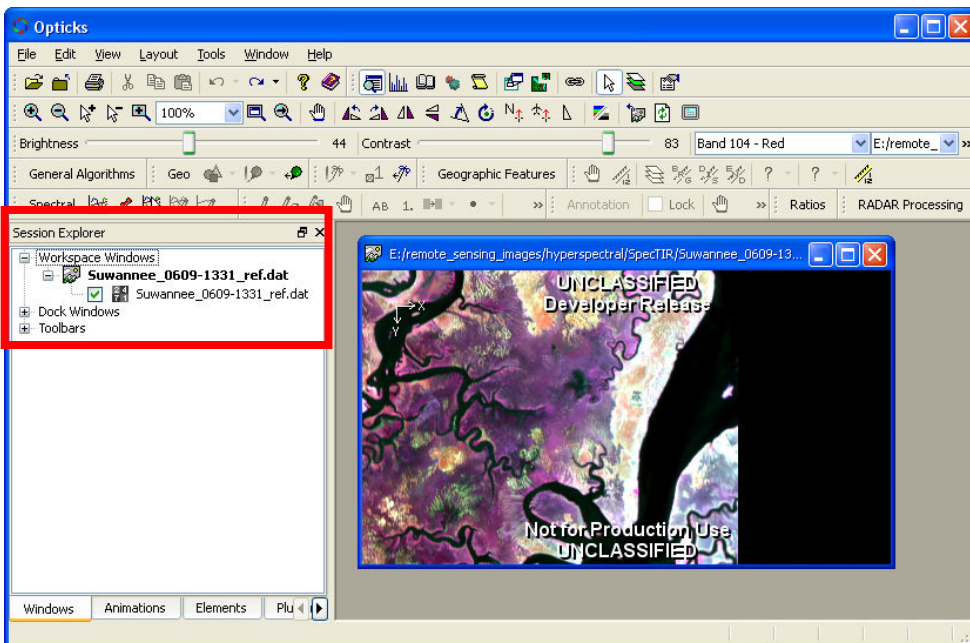 Opticks
File Edit View Layout Tools Window Help
100%
Brightness 44 Contrast 83 Band 104 - Red E:/remote_ »
General Algorithms Geo Geographic Features
Spectral AB 1. » Annotation Lock » Ratios RADAR Processing
Session Explorer
Workspace Windows
Suwannee_0609-1331_ref.dat
Suwannee_0609-1331_ref.dat
Dock Windows
Toolbars
E:/remote_sensing_images/hyperspectral/SpecTIR/Suwannee_0609-13...
UNCLASSIFIED
Developer Release
X
Y
Not for Production Use
UNCLASSIFIED
Windows Animations Elements Plu